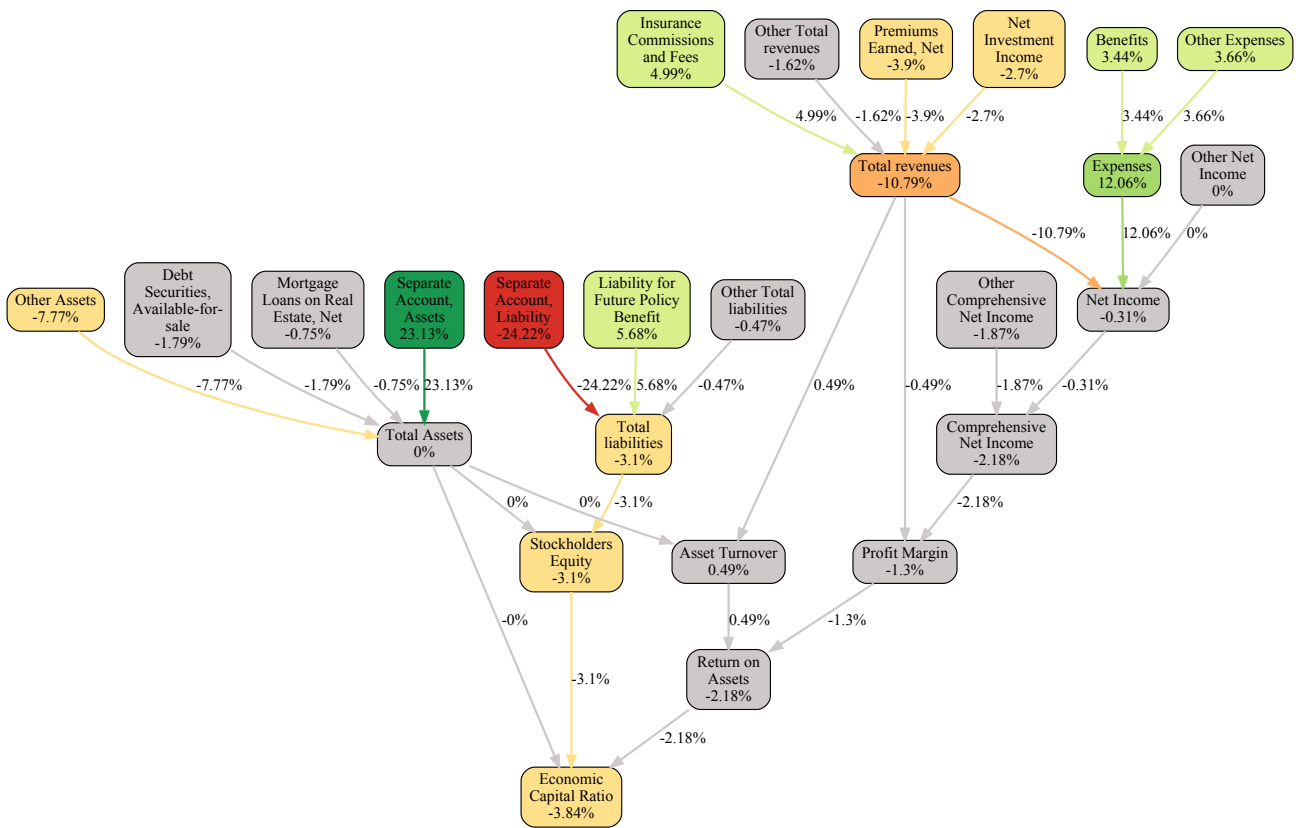 Insurance
Commissions
and Fees
4.99%
Other Total
revenues
-1.62%
Premiums
Earned, Net
-3.9%
Net
Investment
Income
-2.7%
Benefits
3.44%
Other Expenses
3.66%
4.99%
-1.62%
-3.9%
-2.7%
3.44%
3.66%
Total revenues
-10.79%
Expenses
12.06%
Other Net
Income
0%
-10.79%
12.06%
0%
Other Assets
-7.77%
Debt
Securities,
Available-for-
sale
-1.79%
Mortgage
Loans on Real
Estate, Net
-0.75%
Separate
Account,
Assets
23.13%
Separate
Account,
Liability
-24.22%
Liability for
Future Policy
Benefit
5.68%
Other Total
liabilities
-0.47%
Other
Comprehensive
Net Income
-1.87%
Net Income
-0.31%
-7.77%
-1.79%
-0.75%
23.13%
-24.22%
5.68%
-0.47%
0.49%
-0.49%
-1.87%
-0.31%
Total Assets
0%
Total
liabilities
-3.1%
Comprehensive
Net Income
-2.18%
0%
0%
-3.1%
-2.18%
Stockholders
Equity
-3.1%
Asset Turnover
0.49%
Profit Margin
-1.3%
-0%
0.49%
-1.3%
Return on
Assets
-2.18%
-3.1%
-2.18%
Economic
Capital Ratio
-3.84%